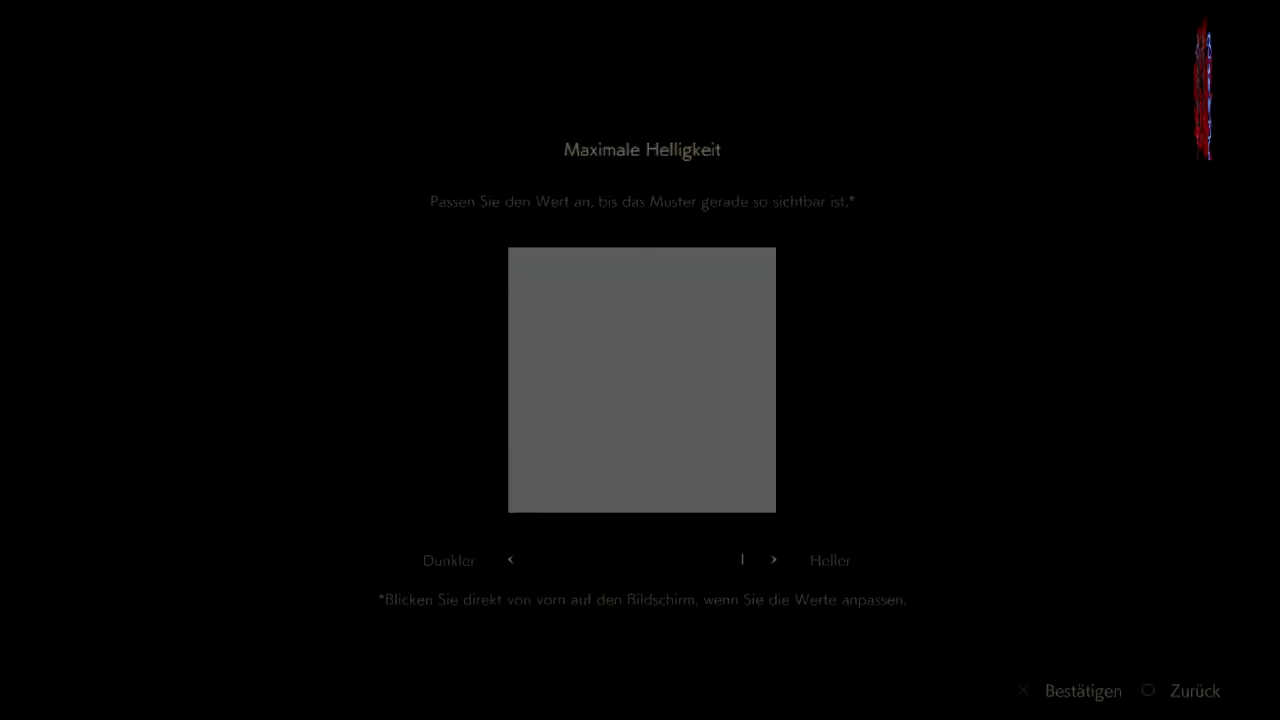 Maximale Helligkeit
Passen Sie den Wert an, bis das Muster gerade so sichtbar ist.*
Dunkler < | > Heller
*Blicken Sie direkt von vorn auf den Bildschirm, wenn Sie die Werte anpassen.
Bestätigen Zurück